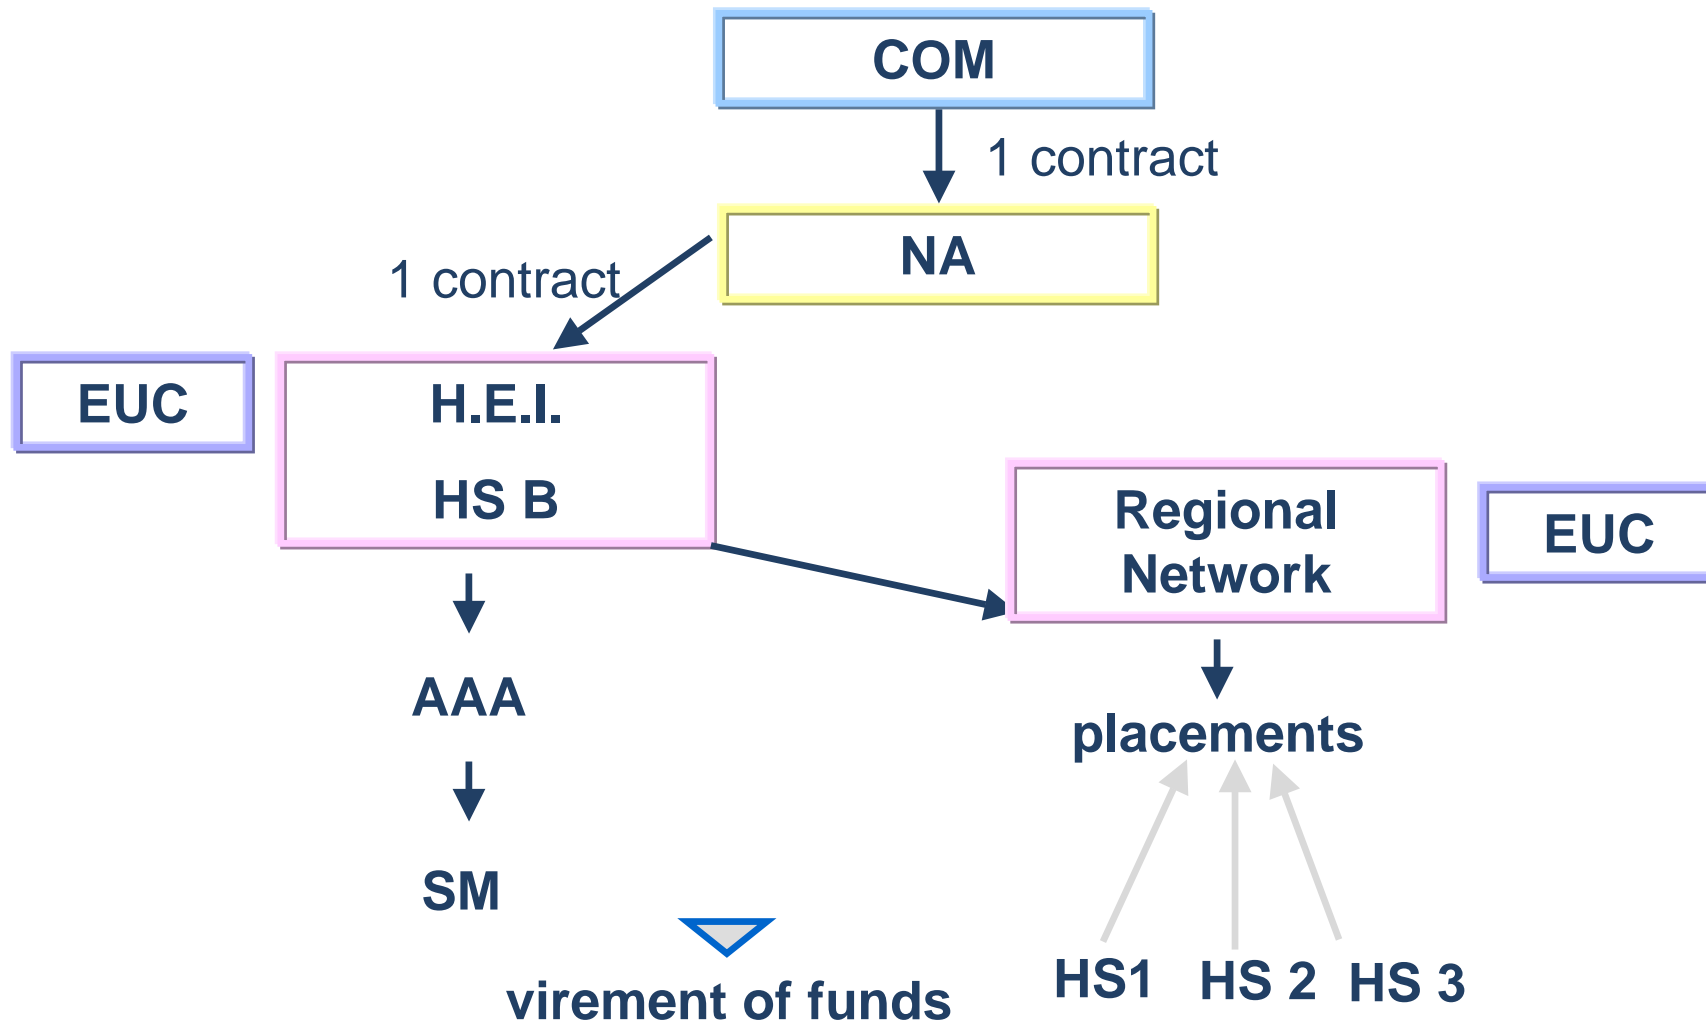 COM
1 contract
NA
1 contract
EUC
H.E.I.
HS B
Regional
Network
EUC
AAA
placements
SM
HS1
HS 2
HS 3
virement of funds